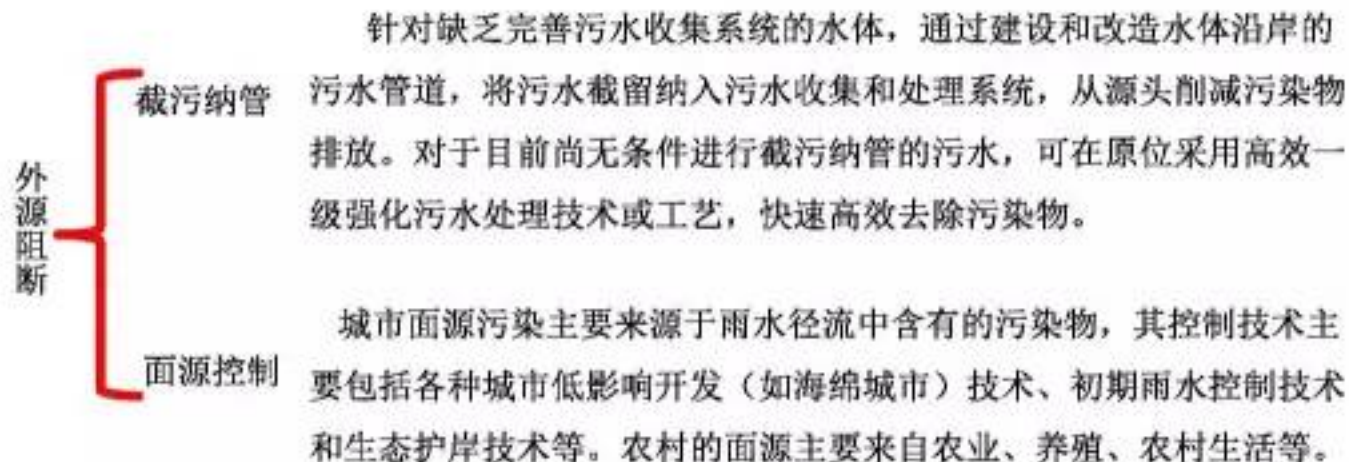 外源阻断
截污纳管
针对缺乏完善污水收集系统的水体，通过建设和改造水体沿岸的
污水管道，将污水截留纳入污水收集和处理系统，从源头削减污染物
排放。对于目前尚无条件进行截污纳管的污水，可在原位采用高效一
级强化污水处理技术或工艺，快速高效去除污染物。
面源控制
城市面源污染主要来源于雨水径流中含有的污染物，其控制技术主
要包括各种城市低影响开发（如海绵城市）技术、初期雨水控制技术
和生态护岸技术等。农村的面源主要来自农业、养殖、农村生活等。